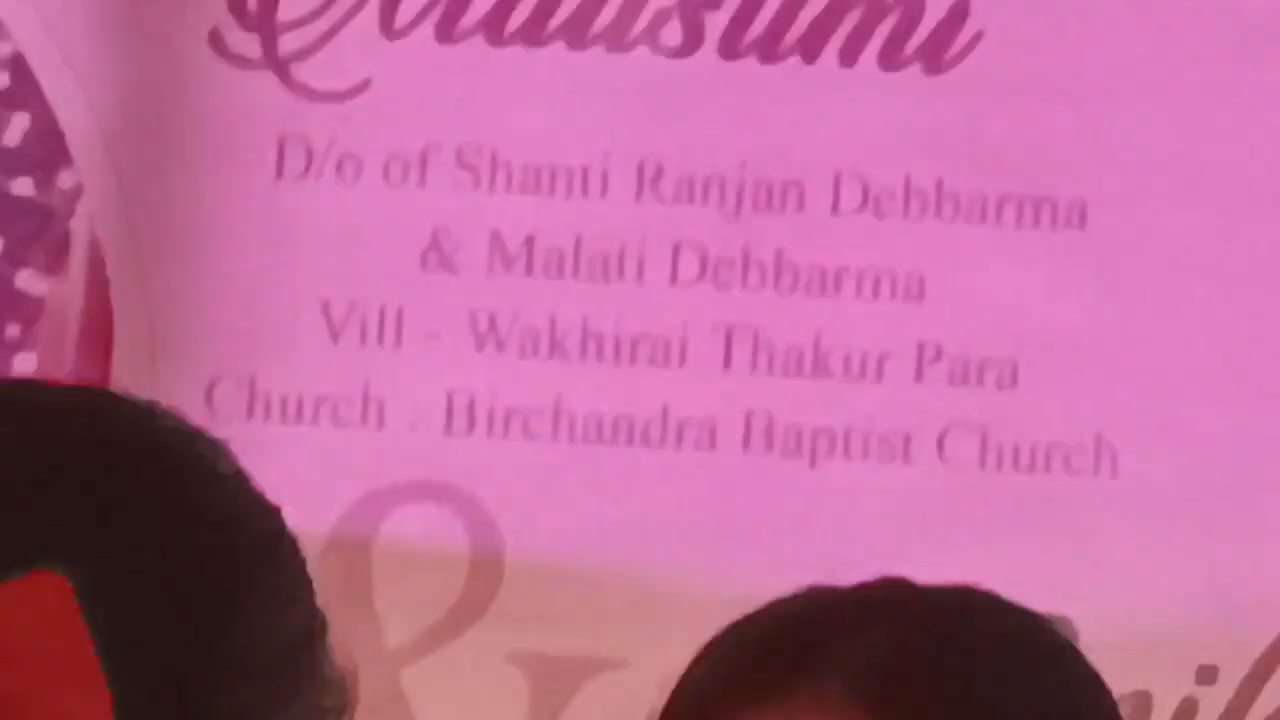 D/o of Shanti Ranjan Debbarma
& Malati Debbarma
Vill - Wakhirai Thakur Para
Church : Birchandra Baptist Church
&